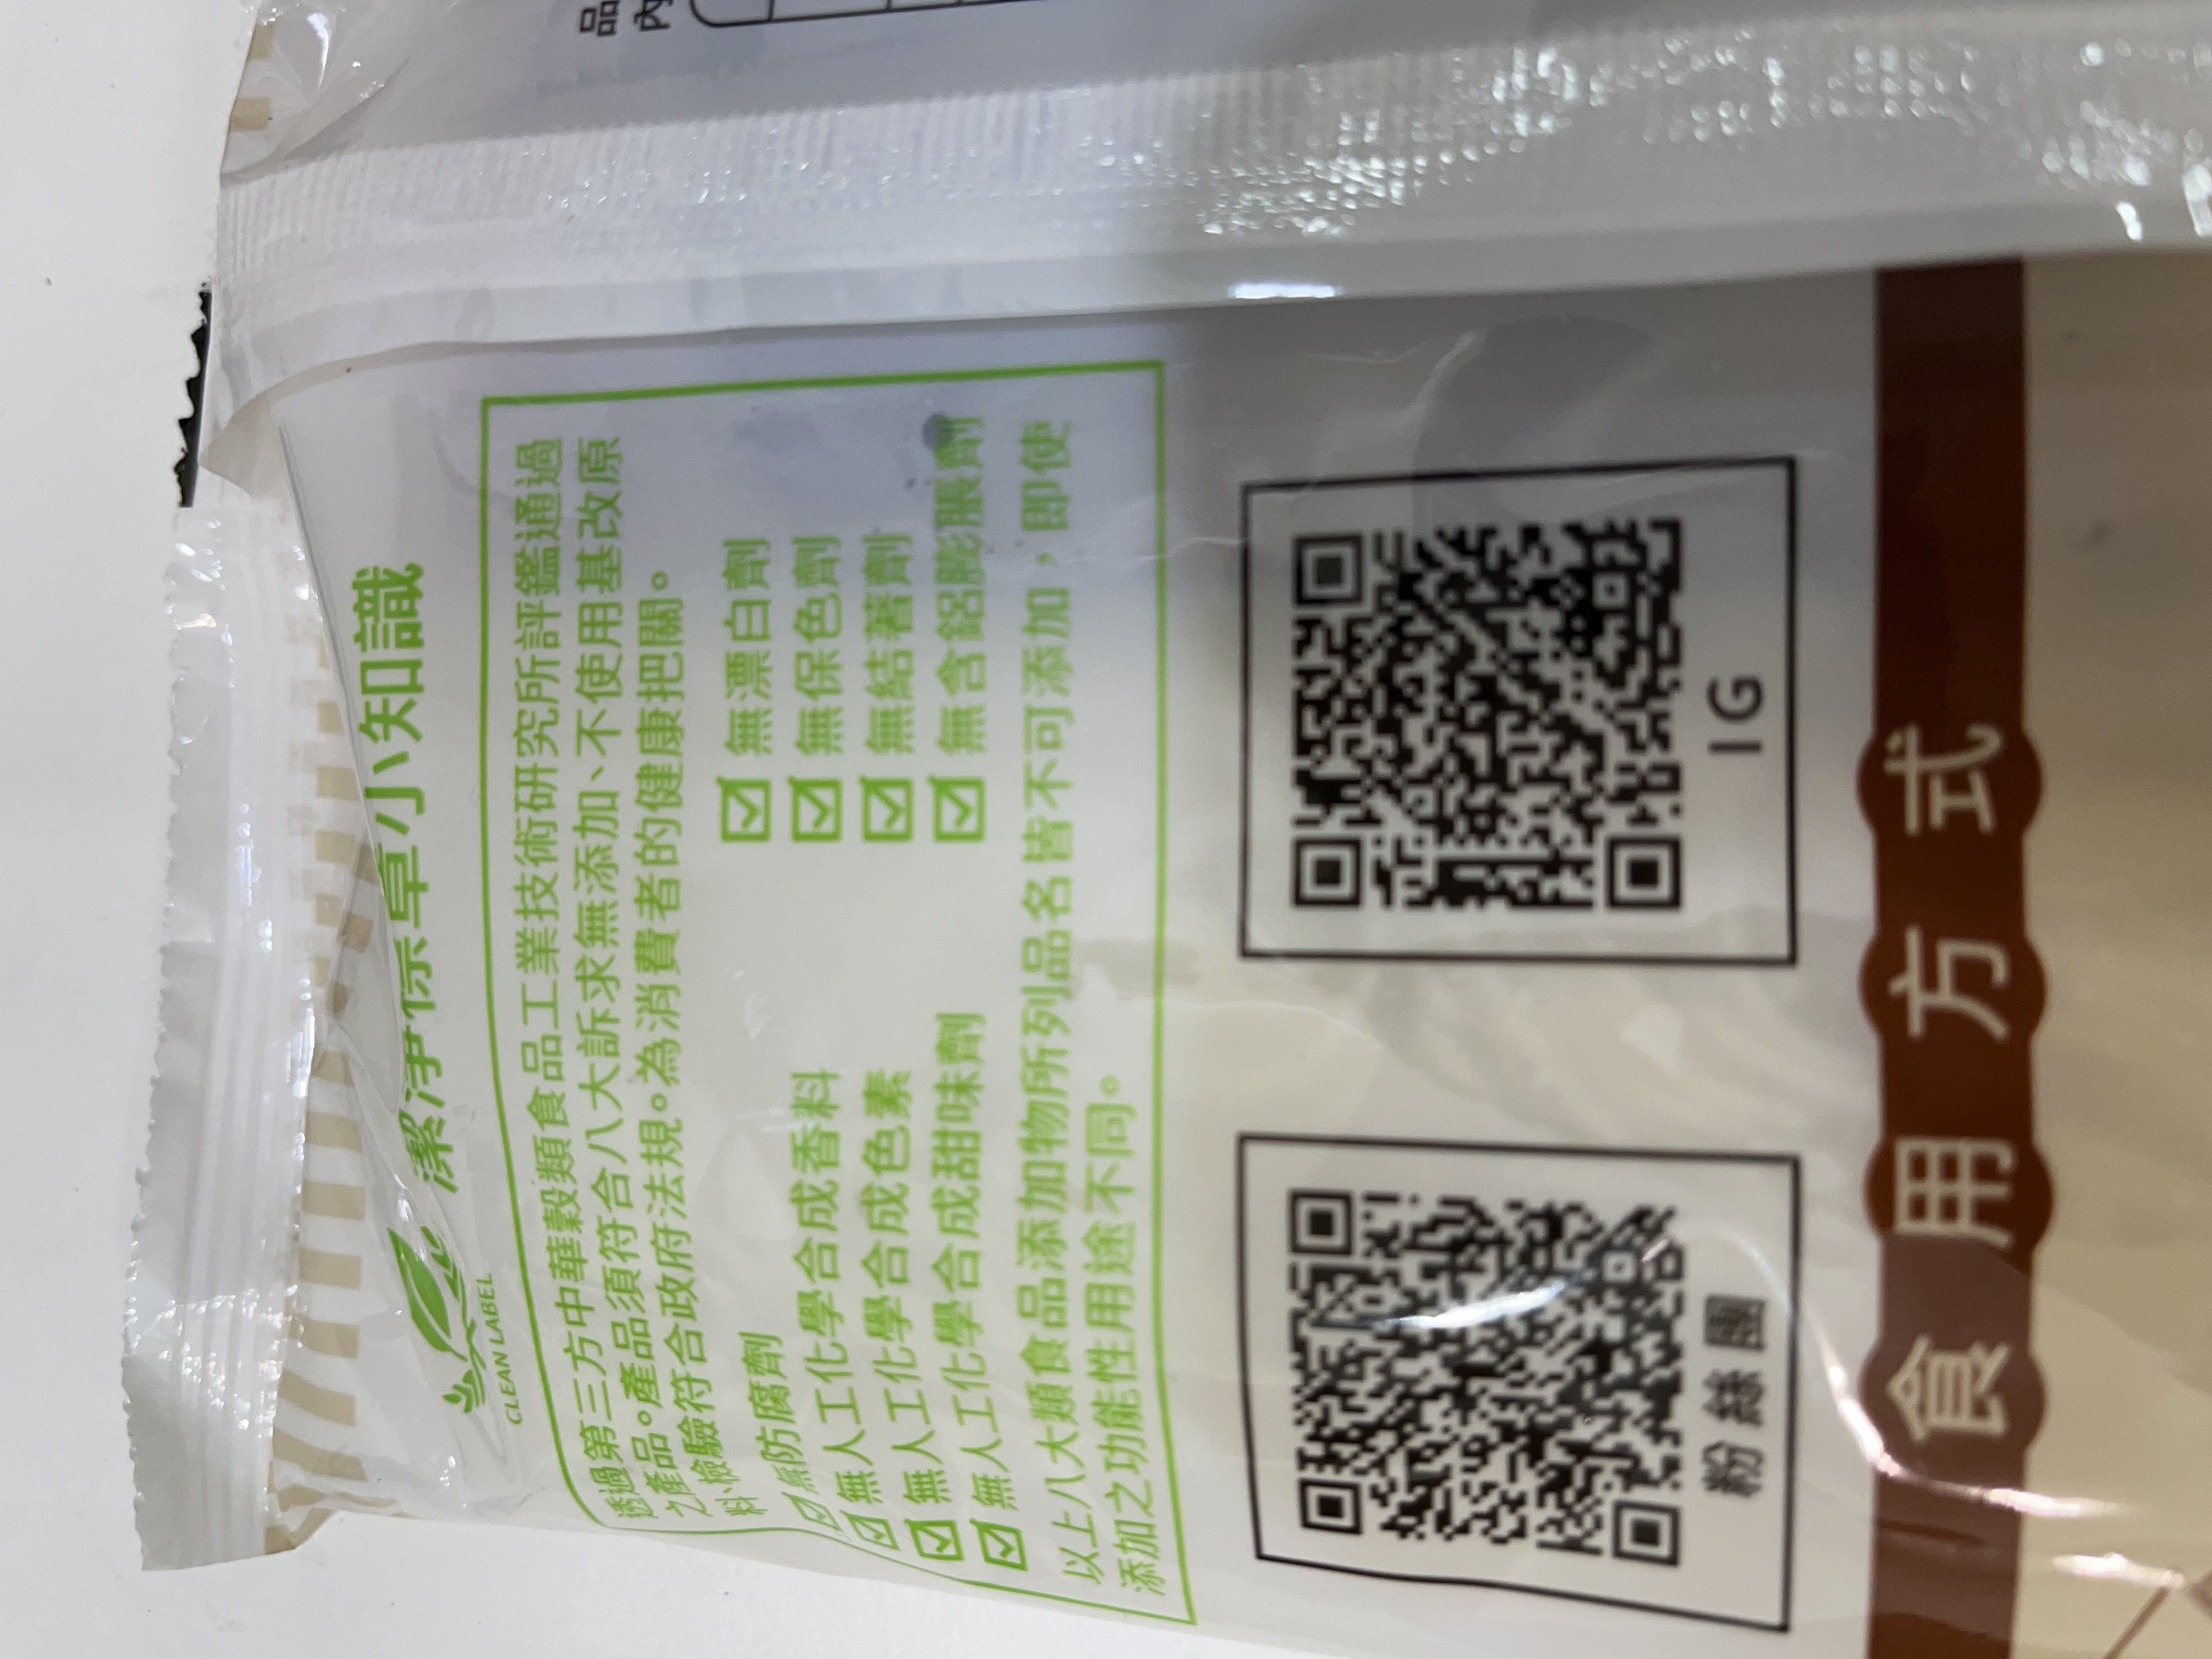 品
內
潔淨標章小知識
CLEAN LABEL
透過第三方中華穀類食品工業技術研究所評鑑通過
之產品。產品須符合八大訴求無添加、不使用基改原
料、檢驗符合政府法規。為消費者的健康把關。
無防腐劑
無漂白劑
無人工化學合成香料
無保色劑
無人工化學合成色素
無結著劑
無人工化學合成甜味劑
無含鋁膨脹劑
以上八大類食品添加物所列品名皆不可添加，即使
添加之功能性用途不同。
粉絲團
IG
食用方式